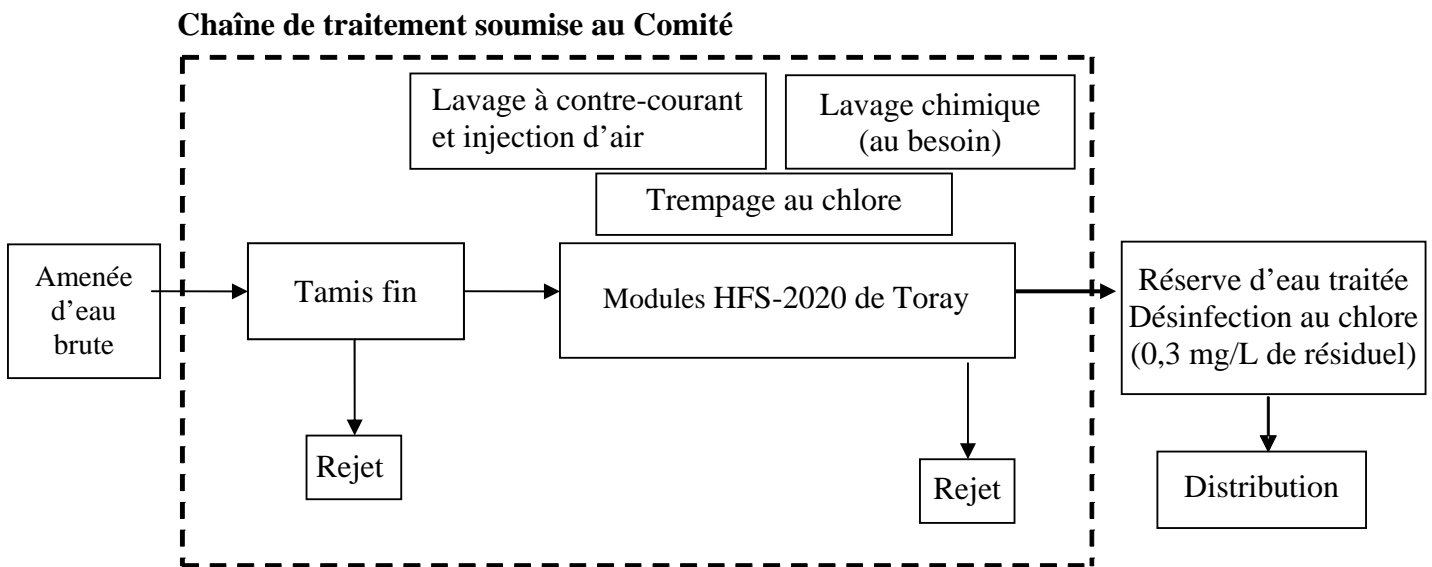 Chaîne de traitement soumise au Comité
Lavage à contre-courant
et injection d’air
Lavage chimique
(au besoin)
Trempage au chlore
Amenée
d’eau
brute
Tamis fin
Modules HFS-2020 de Toray
Réserve d’eau traitée
Désinfection au chlore
(0,3 mg/L de résiduel)
Rejet
Rejet
Distribution